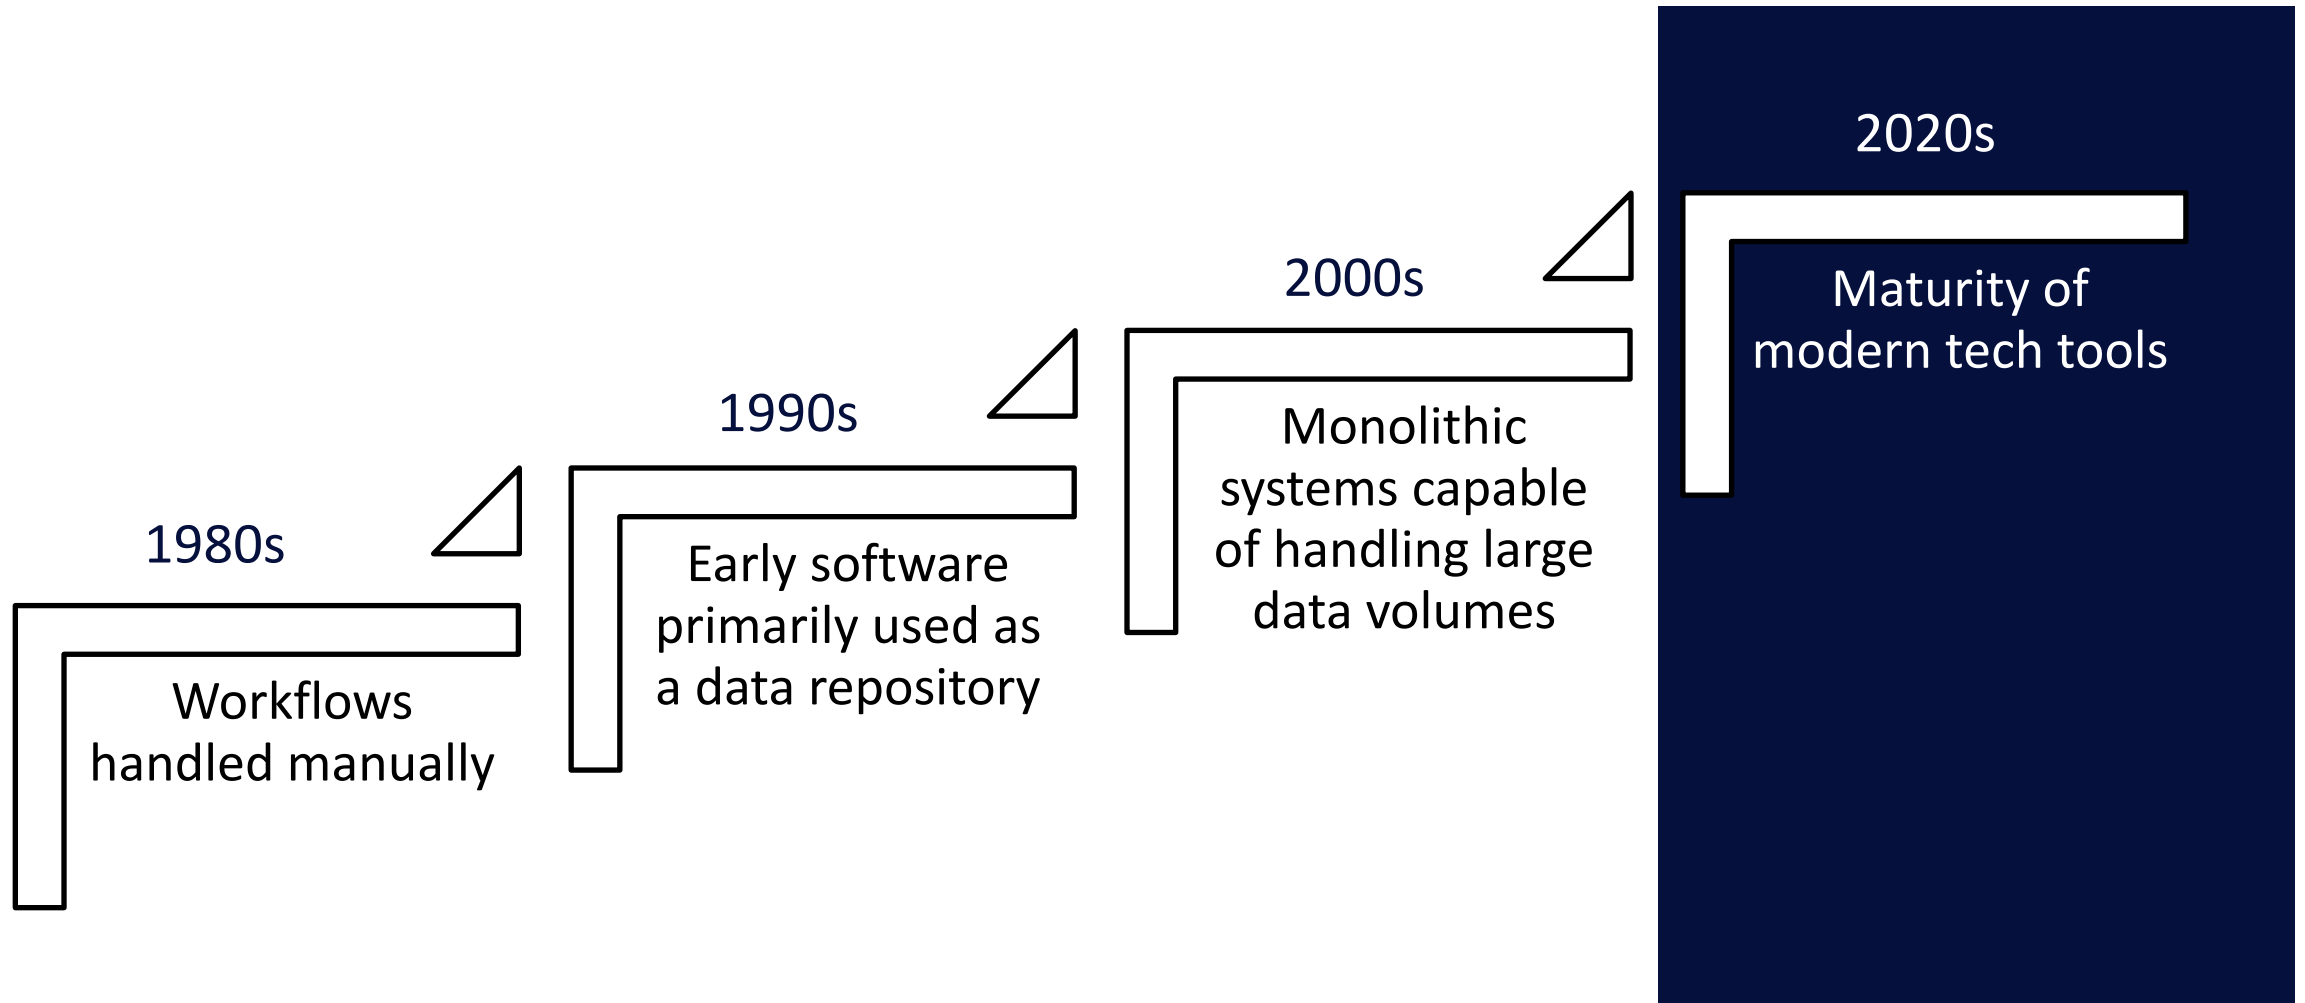 1980s
Workflows
handled manually
1990s
Early software
primarily used as
a data repository
2000s
Monolithic
systems capable
of handling large
data volumes
2020s
Maturity of
modern tech tools